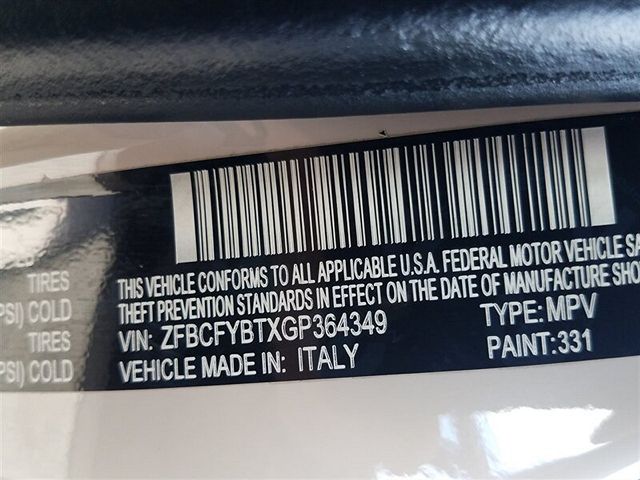 THIS VEHICLE CONFORMS TO ALL APPLICABLE U.S.A. FEDERAL MOTOR VEHICLE SA
TIRES
THEFT PREVENTION STANDARDS IN EFFECT ON THE DATE OF MANUFACTURE SHO
PSI) COLD
VIN: ZFBCFYBTXGP364349 TYPE: MPV
TIRES
VEHICLE MADE IN: ITALY PAINT: 331
PSI) COLD